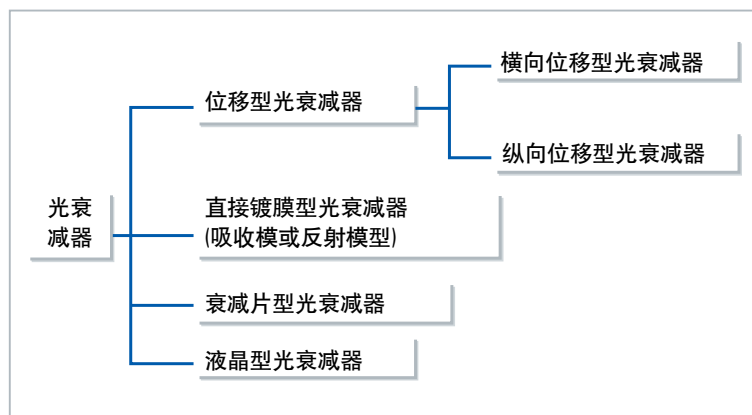 光衰
减器
位移型光衰减器
横向位移型光衰减器
纵向位移型光衰减器
直接镀膜型光衰减器
(吸收模或反射模型)
衰减片型光衰减器
液晶型光衰减器